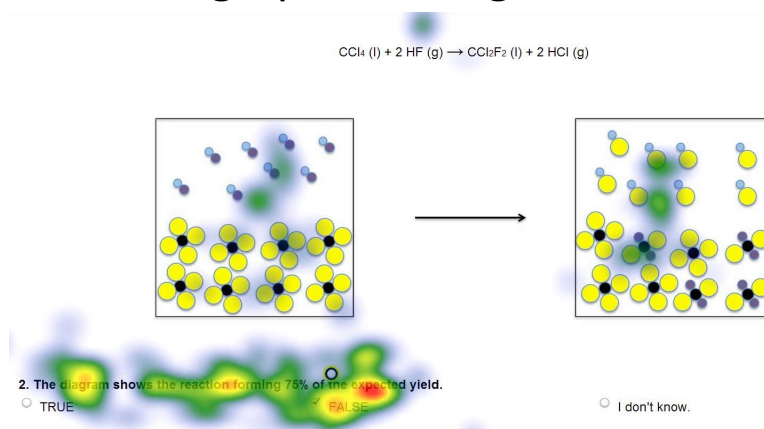 CCl₄ (l) + 2 HF (g) → CCl₂F₂ (l) + 2 HCl (g)
2. The diagram shows the reaction forming 75% of the expected yield.
TRUE
FALSE
I don't know.